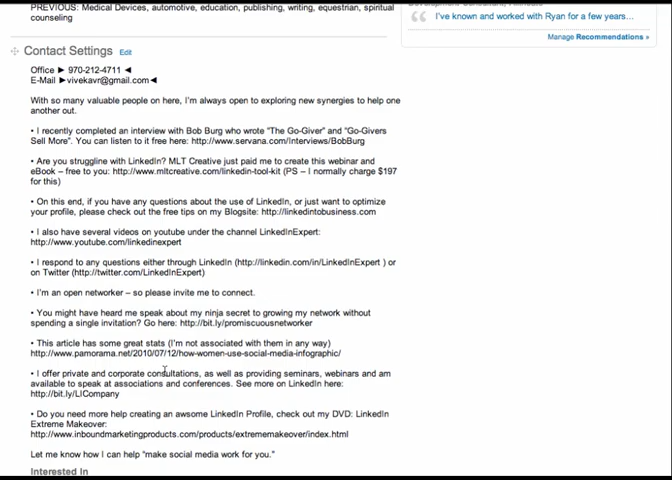 PREVIOUS: Medical Devices, automotive, education, publishing, writing, equestrian, spiritual
counseling
"I've known and worked with Ryan for a few years…
Manage Recommendations »
Contact Settings Edit
Office ► 970-212-4711 ◄
E-Mail ►vivekavr@gmail.com◄
With so many valuable people on here, I'm always open to exploring new synergies to help one
another out.
• I recently completed an interview with Bob Burg who wrote "The Go-Giver" and "Go-Givers
Sell More". You can listen to it free here: http://www.servana.com/Interviews/BobBurg
• Are you struggling with LinkedIn? MLT Creative just paid me to create this webinar and
eBook – free to you: http://www.mltcreative.com/linkedin-tool-kit (PS – I normally charge $197
for this)
• On this end, if you have any questions about the use of LinkedIn, or just want to optimize
your profile, please check out the free tips on my Blogsite: http://linkedintobusiness.com
• I also have several videos on youtube under the channel LinkedInExpert:
http://www.youtube.com/linkedinexpert
• I respond to any questions either through LinkedIn (http://linkedin.com/in/LinkedInExpert ) or
on Twitter (http://twitter.com/LinkedInExpert)
• I'm an open networker – so please invite me to connect.
• You might have heard me speak about my ninja secret to growing my network without
spending a single invitation? Go here: http://bit.ly/promiscuousnetworker
• This article has some great stats (I'm not associated with them in any way)
http://www.pamorama.net/2010/07/12/how-women-use-social-media-infographic/
• I offer private and corporate consultations, as well as providing seminars, webinars and am
available to speak at associations and conferences. See more on LinkedIn here:
http://bit.ly/LICompany
• Do you need more help creating an awsome LinkedIn Profile, check out my DVD: LinkedIn
Extreme Makeover:
http://www.inboundmarketingproducts.com/products/extrememakeover/index.html
Let me know how I can help "make social media work for you."
Interested In